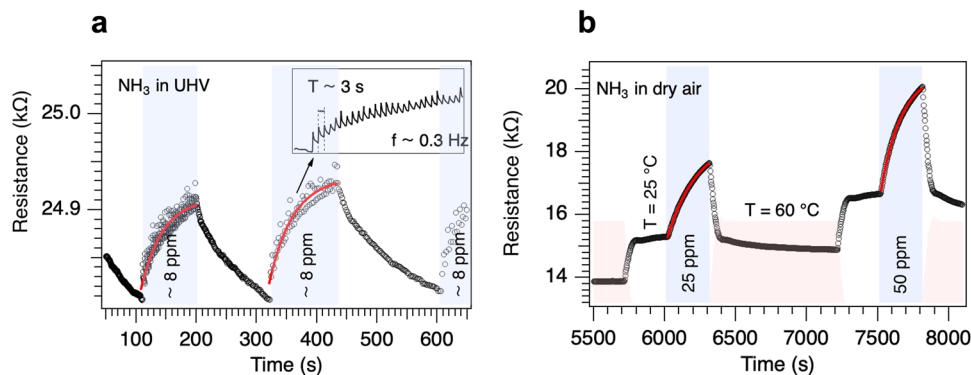 a
NH3 in UHV
T ~ 3 s
f ~ 0.3 Hz
~ 8 ppm
~ 8 ppm
~ 8 ppm
Resistance (kΩ)
25.0
24.9
100 200 300 400 500 600
Time (s)
b
NH3 in dry air
T = 25 °C
T = 60 °C
25 ppm
50 ppm
Resistance (kΩ)
20
18
16
14
5500 6000 6500 7000 7500 8000
Time (s)